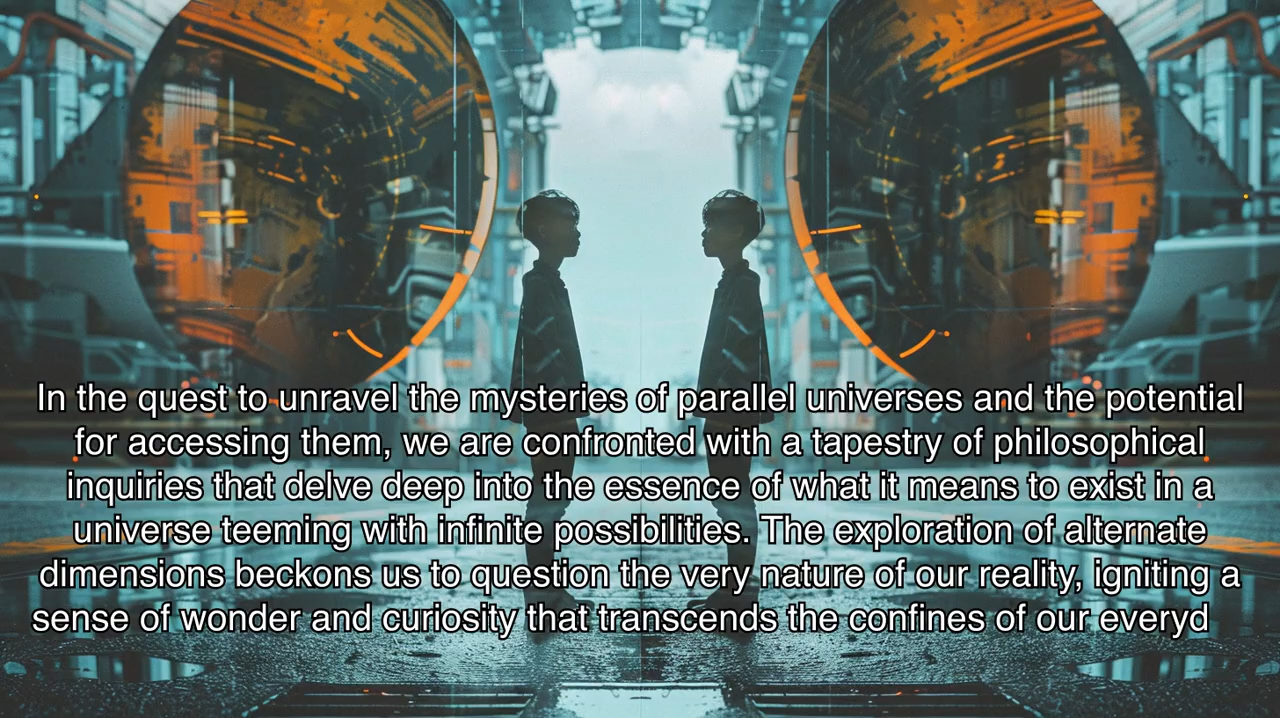 In the quest to unravel the mysteries of parallel universes and the potential
for accessing them, we are confronted with a tapestry of philosophical
inquiries that delve deep into the essence of what it means to exist in a
universe teeming with infinite possibilities. The exploration of alternate
dimensions beckons us to question the very nature of our reality, igniting a
sense of wonder and curiosity that transcends the confines of our everyd